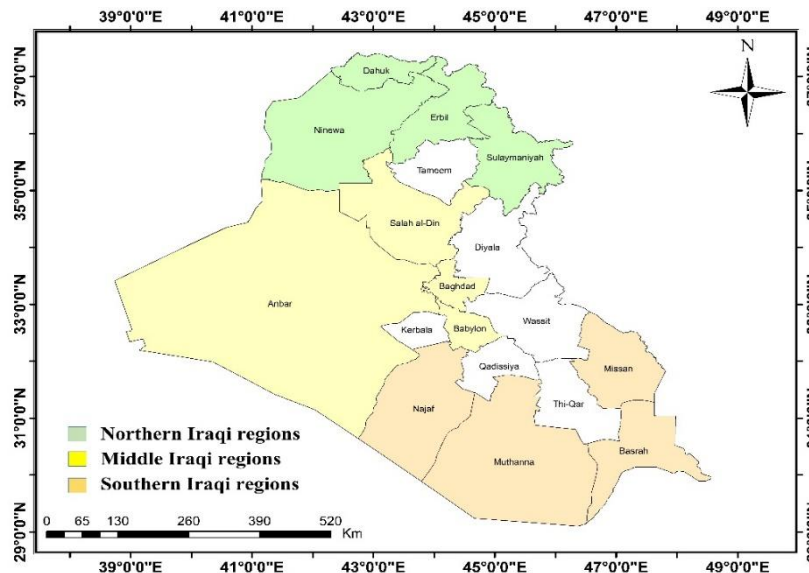 39°0'0"E 41°0'0"E 43°0'0"E 45°0'0"E 47°0'0"E 49°0'0"E
N
37°0'0"N
35°0'0"N
33°0'0"N
31°0'0"N
29°0'0"N
Dahuk
Erbil
Ninewa
Sulaymaniyah
Tameem
Salah al-Din
Diyala
Baghdad
Anbar
Wassit
Kerbala
Babylon
Qadissiya
Missan
Najaf
Thi-Qar
Basrah
Muthanna
Northern Iraqi regions
Middle Iraqi regions
Southern Iraqi regions
0 65 130 260 390 520
Km
39°0'0"E 41°0'0"E 43°0'0"E 45°0'0"E 47°0'0"E 49°0'0"E